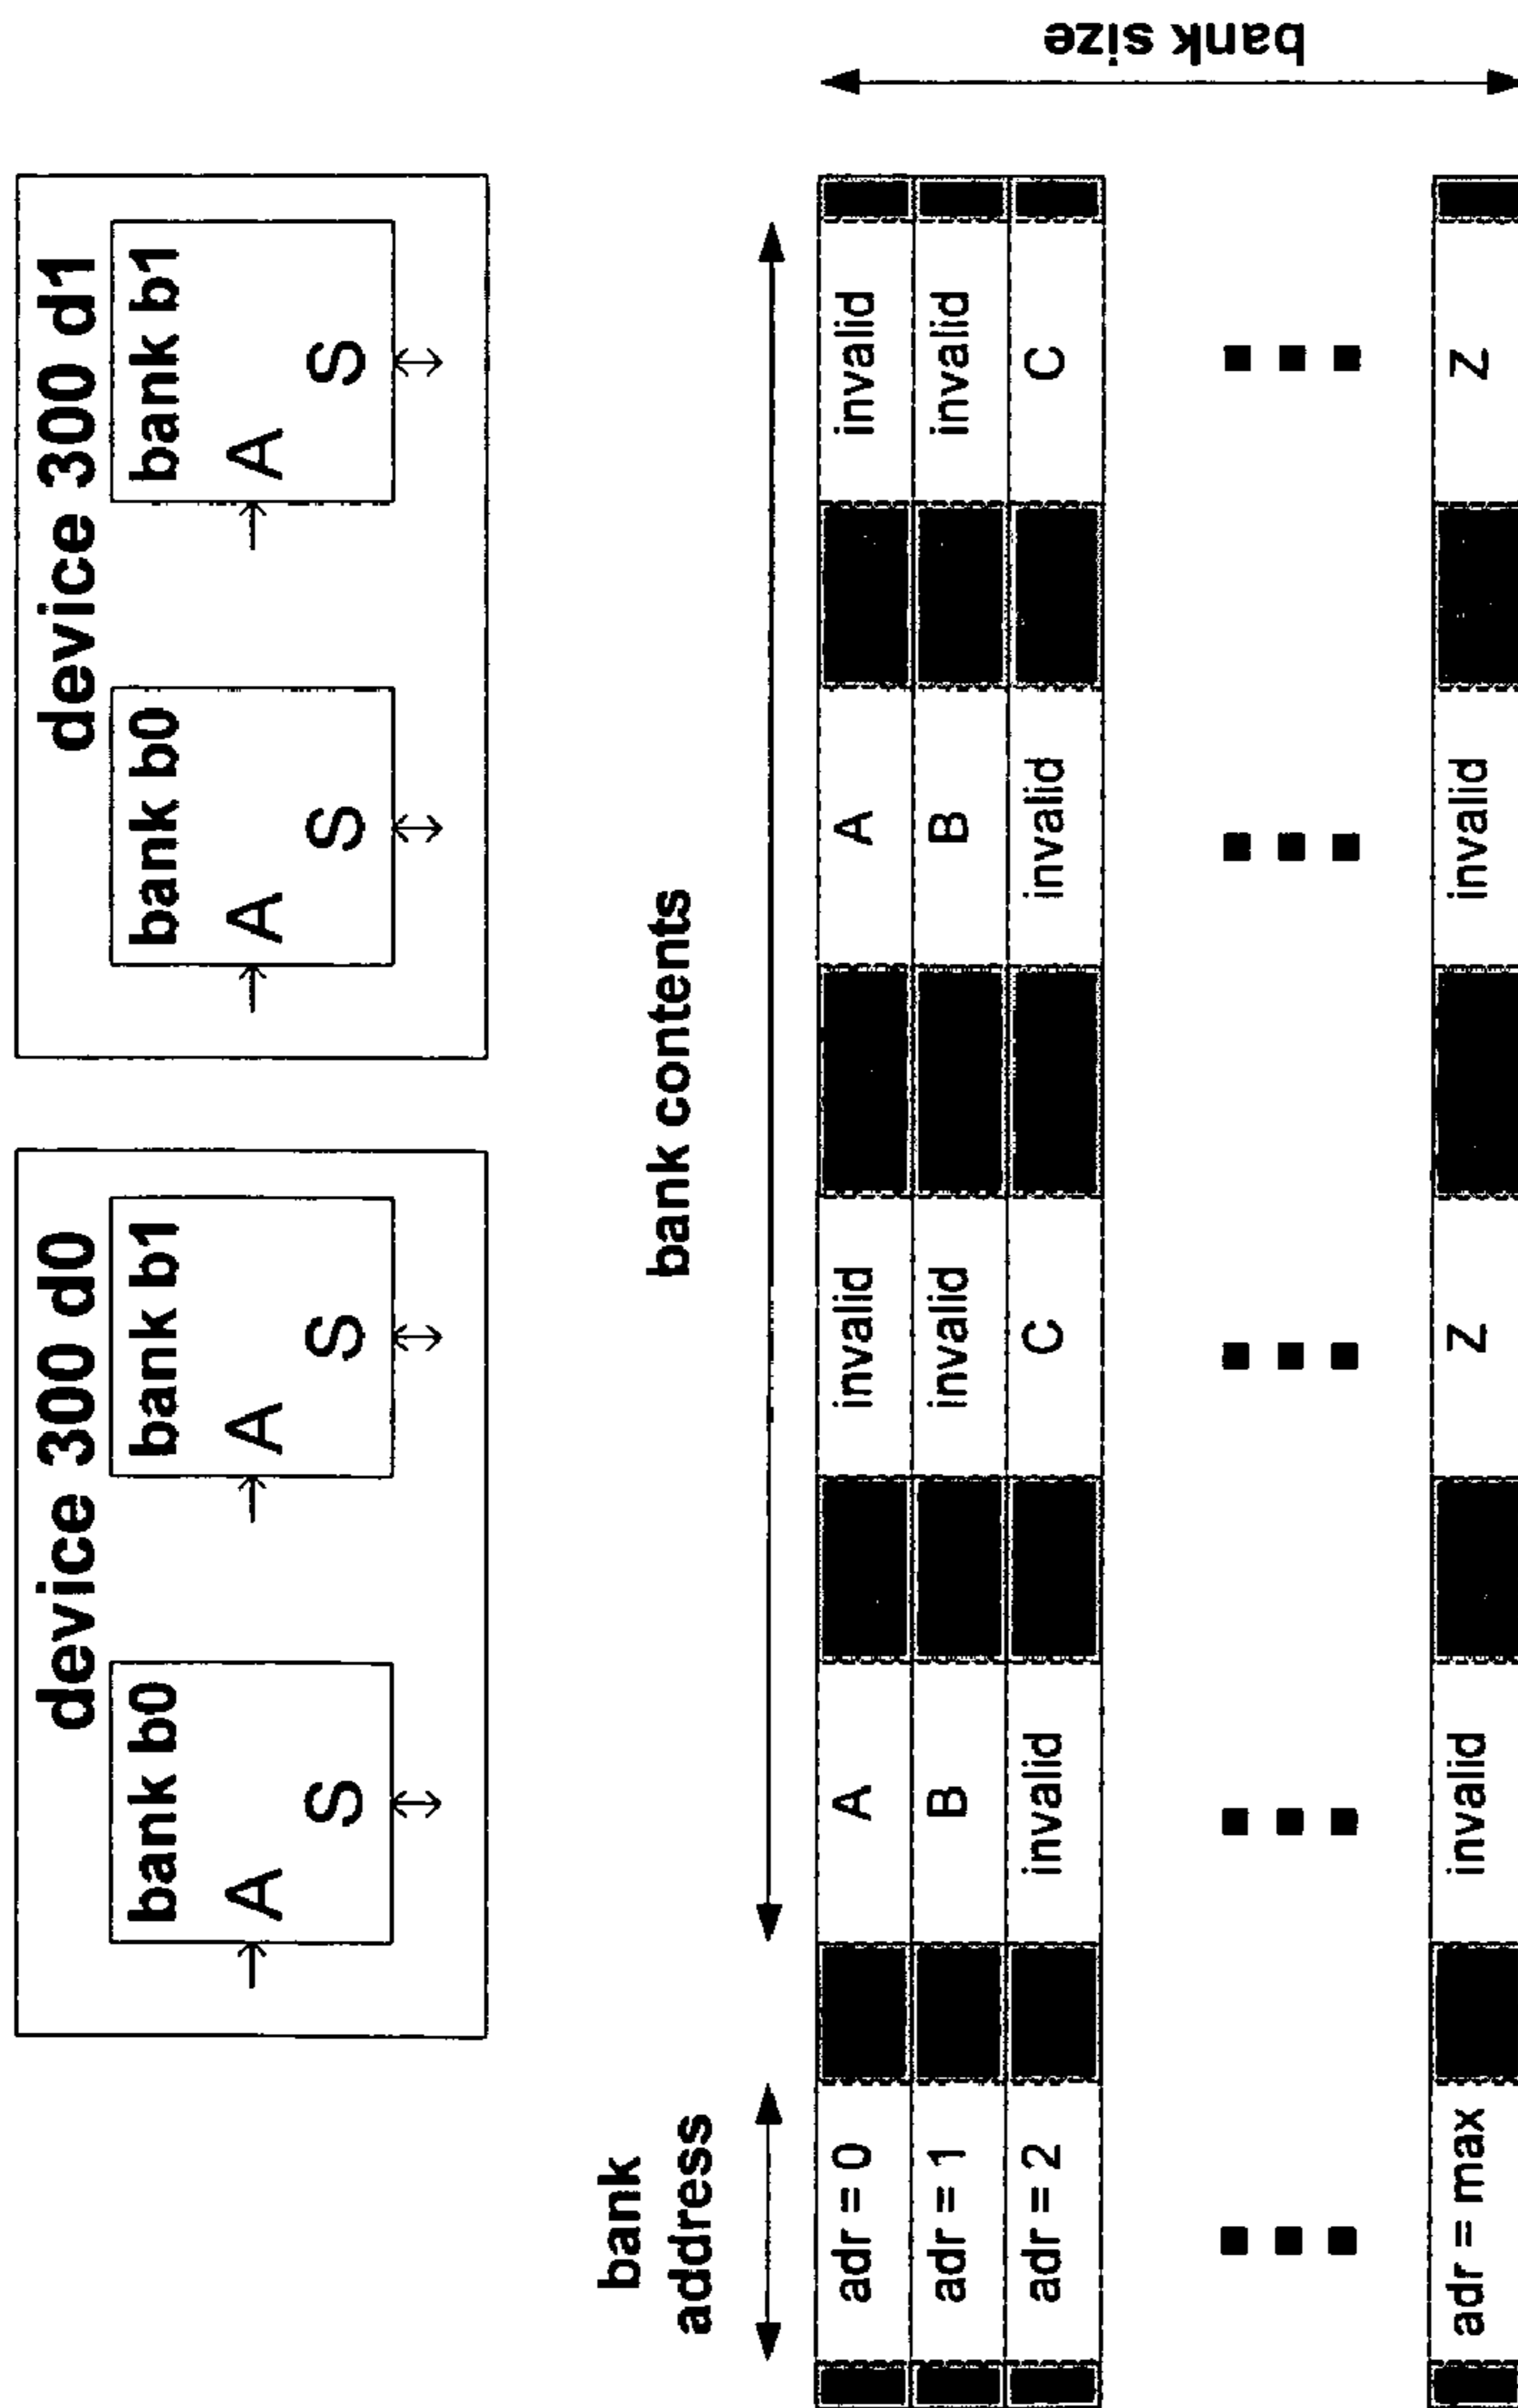 device 300 d0
device 300 d1
bank b0
bank b1
bank b0
bank b1
A
A
A
A
S
S
S
S
bank
address
bank contents
bank size
adr = 0 A invalid A invalid
adr = 1 B invalid B invalid
adr = 2 invalid C invalid C
adr = max invalid Z invalid Z